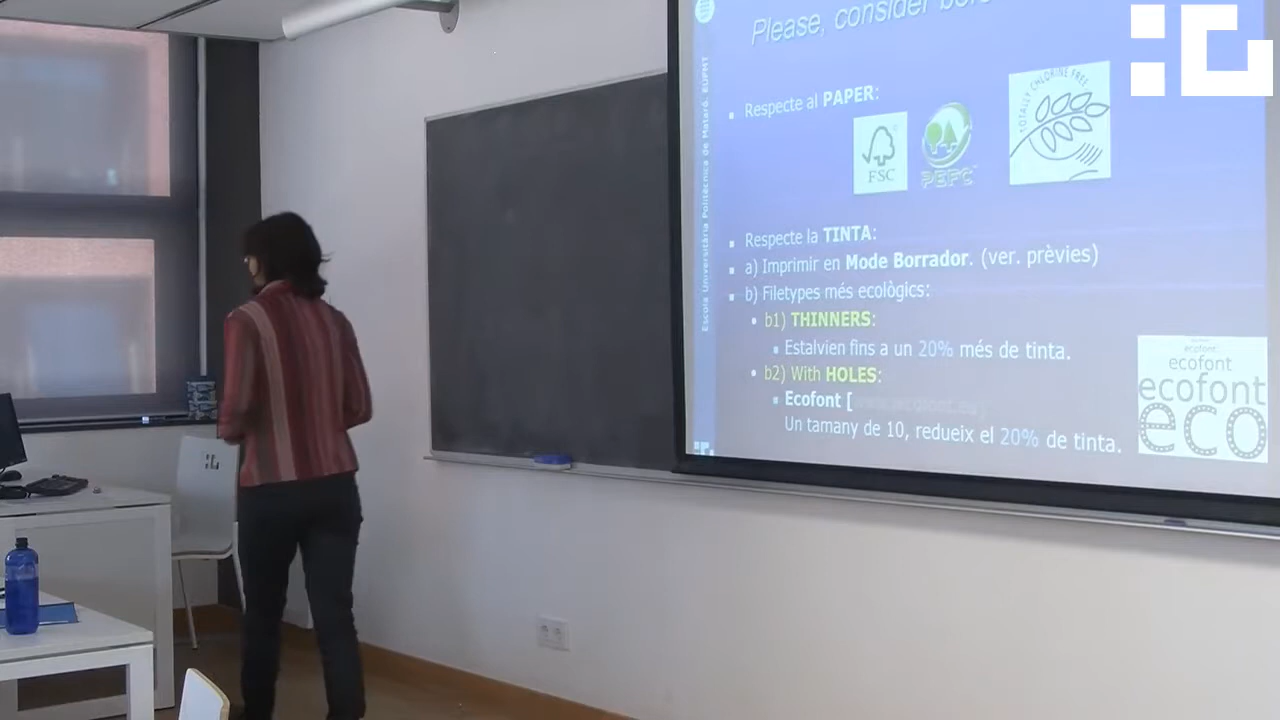 Please, consider
Respecte al PAPER:
FSC
PEFC
TOTALLY CHLORINE FREE
Escola Universitària Politècnica de Mataró. EUPMT
Respecte la TINTA:
a) Imprimir en Mode Borrador. (ver. prèvies)
b) Filetypes més ecològics:
b1) THINNERS:
Estalvien fins a un 20% més de tinta.
b2) With HOLES:
Ecofont [
Un tamany de 10, redueix el 20% de tinta.
ecofont
ecofont
ecofont
eco